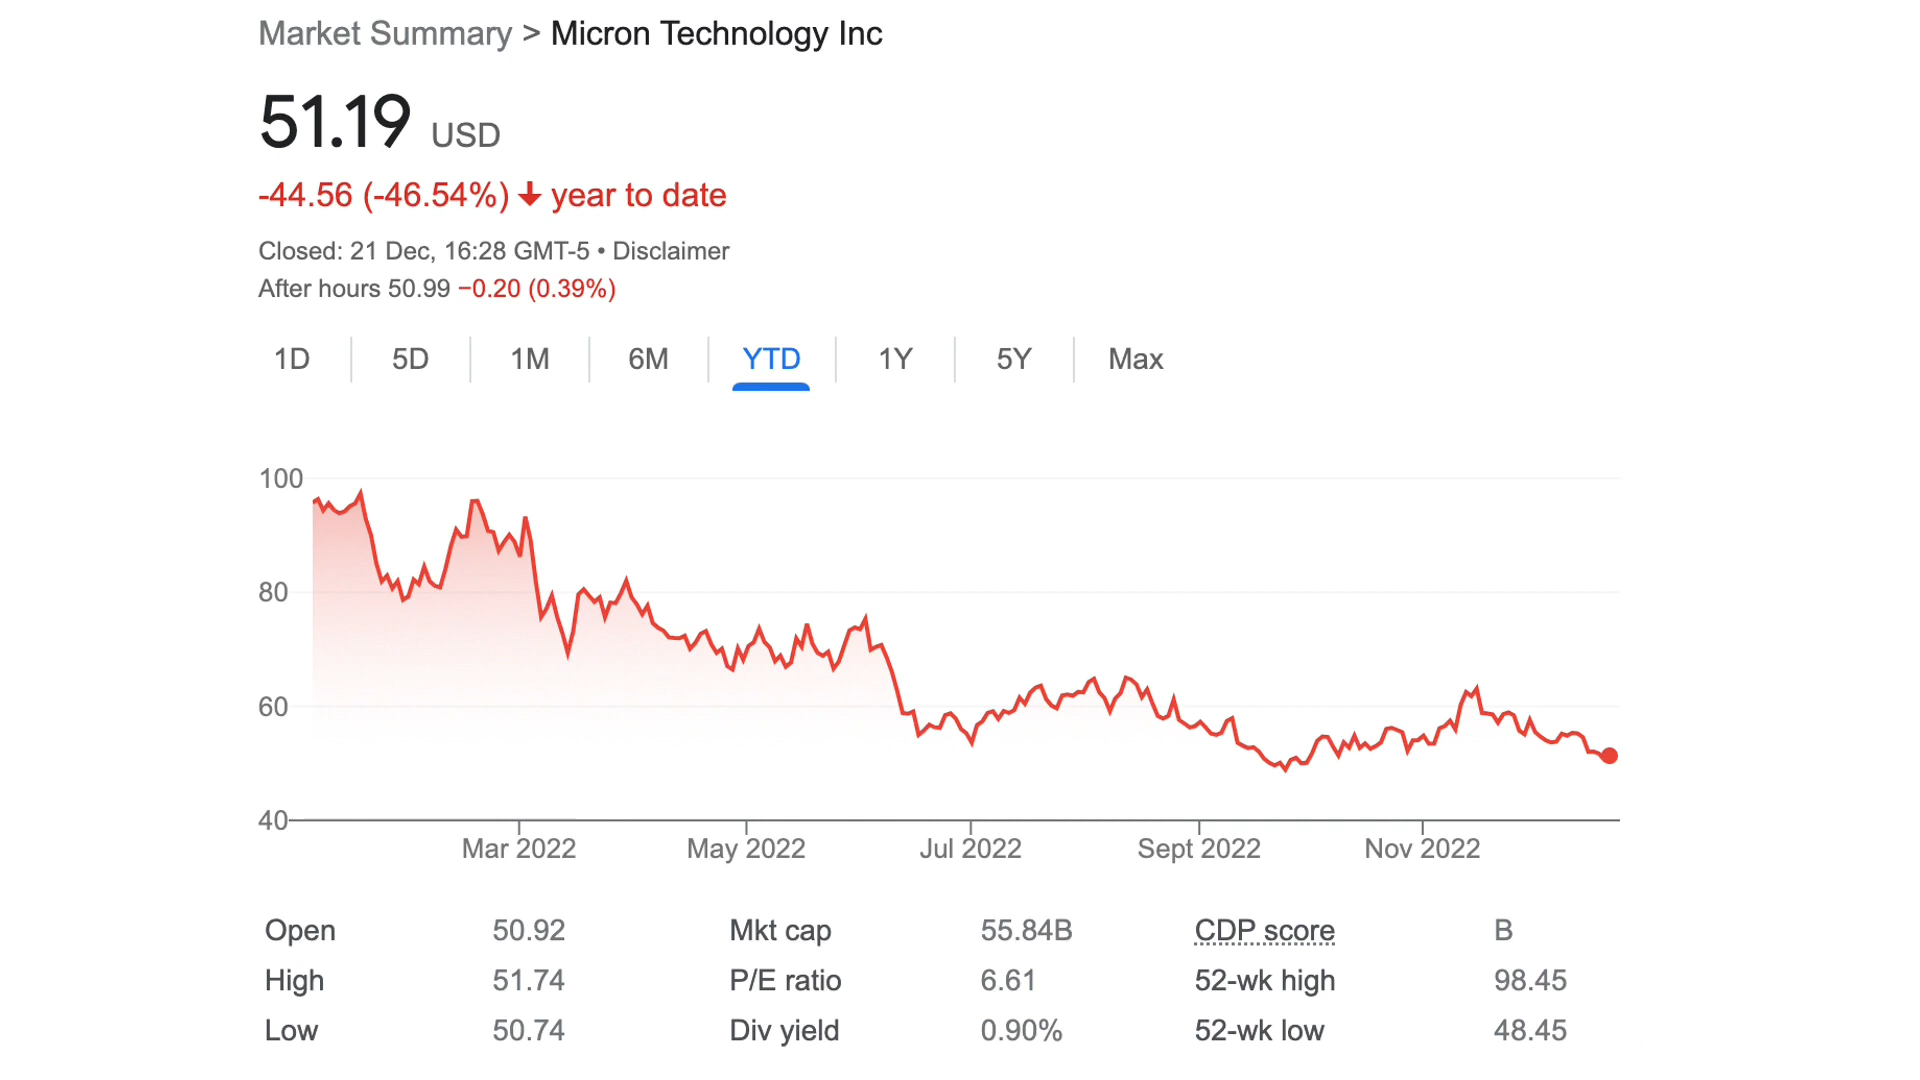 Market Summary > Micron Technology Inc
51.19 USD
-44.56 (-46.54%) ↓ year to date
Closed: 21 Dec, 16:28 GMT-5 • Disclaimer
After hours 50.99 −0.20 (0.39%)
1D 5D 1M 6M YTD 1Y 5Y Max
100
80
60
40
Mar 2022 May 2022 Jul 2022 Sept 2022 Nov 2022
Open 50.92 Mkt cap 55.84B CDP score B
High 51.74 P/E ratio 6.61 52-wk high 98.45
Low 50.74 Div yield 0.90% 52-wk low 48.45